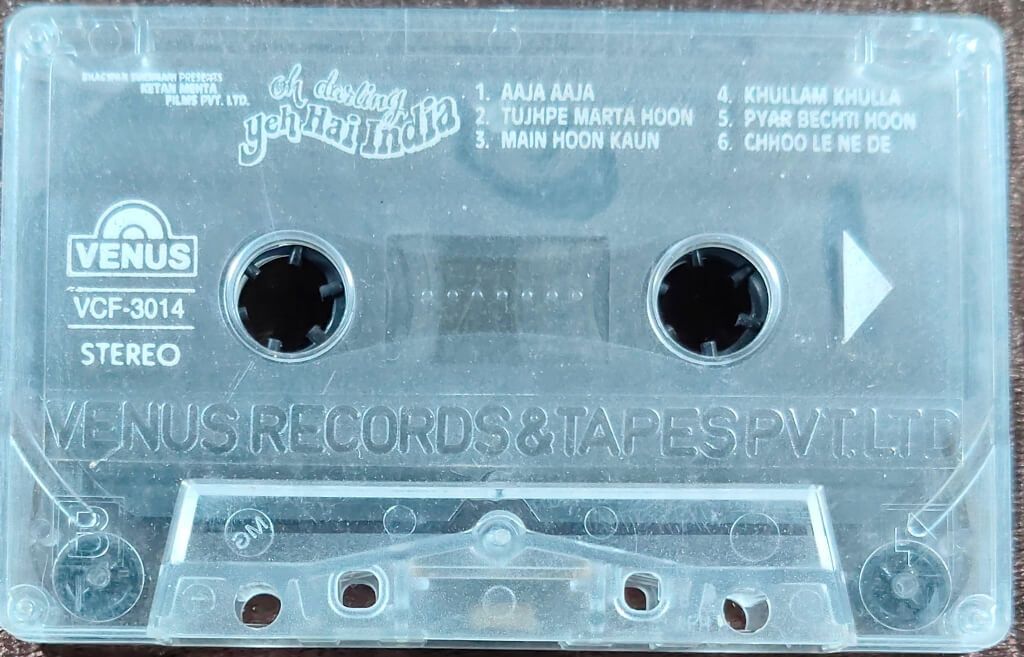 BHAGWAN SIDHWANI PRESENTS
KETAN MEHTA
FILMS PVT. LTD.
oh darling
yeh Hai India
1. AAJA AAJA
2. TUJHPE MARTA HOON
3. MAIN HOON KAUN
4. KHULLAM KHULLA
5. PYAR BECHTI HOON
6. CHHOO LE NE DE
VENUS
VCF-3014
STEREO
VENUS RECORDS & TAPES PVT. LTD
MG